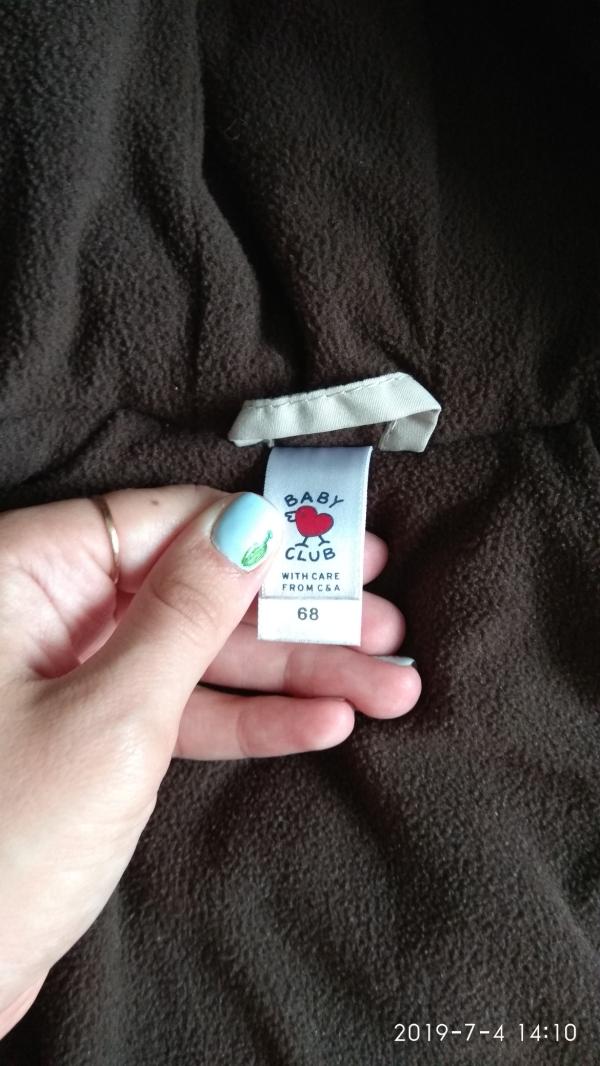 BABY
CLUB
WITH CARE
FROM C&A
68
2019-7-4 14:10